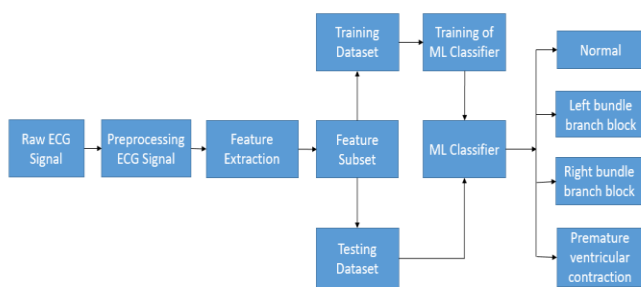 Training
Dataset
Training of
ML Classifier
Normal
Left bundle
branch block
Raw ECG
Signal
Preprocessing
ECG Signal
Feature
Extraction
Feature
Subset
ML Classifier
Right bundle
branch block
Testing
Dataset
Premature
ventricular
contraction